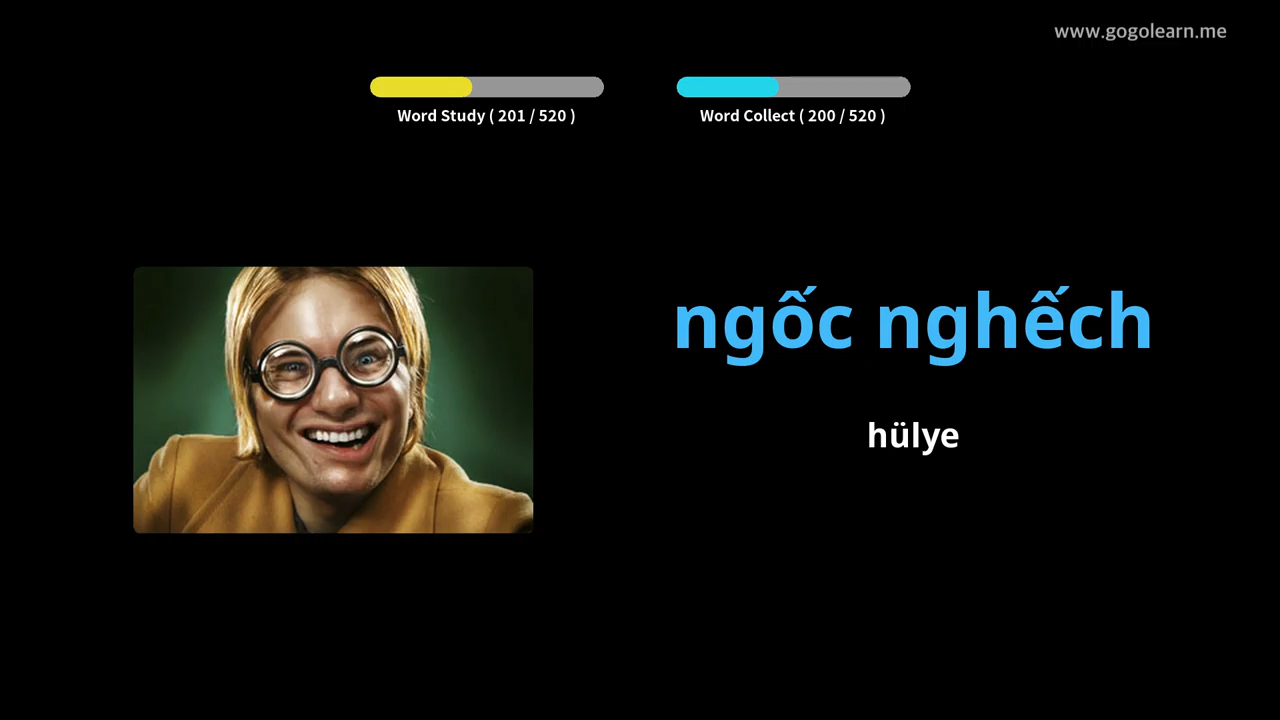 www.gogolearn.me
Word Study ( 201 / 520 )
Word Collect ( 200 / 520 )
ngốc nghếch
hülye